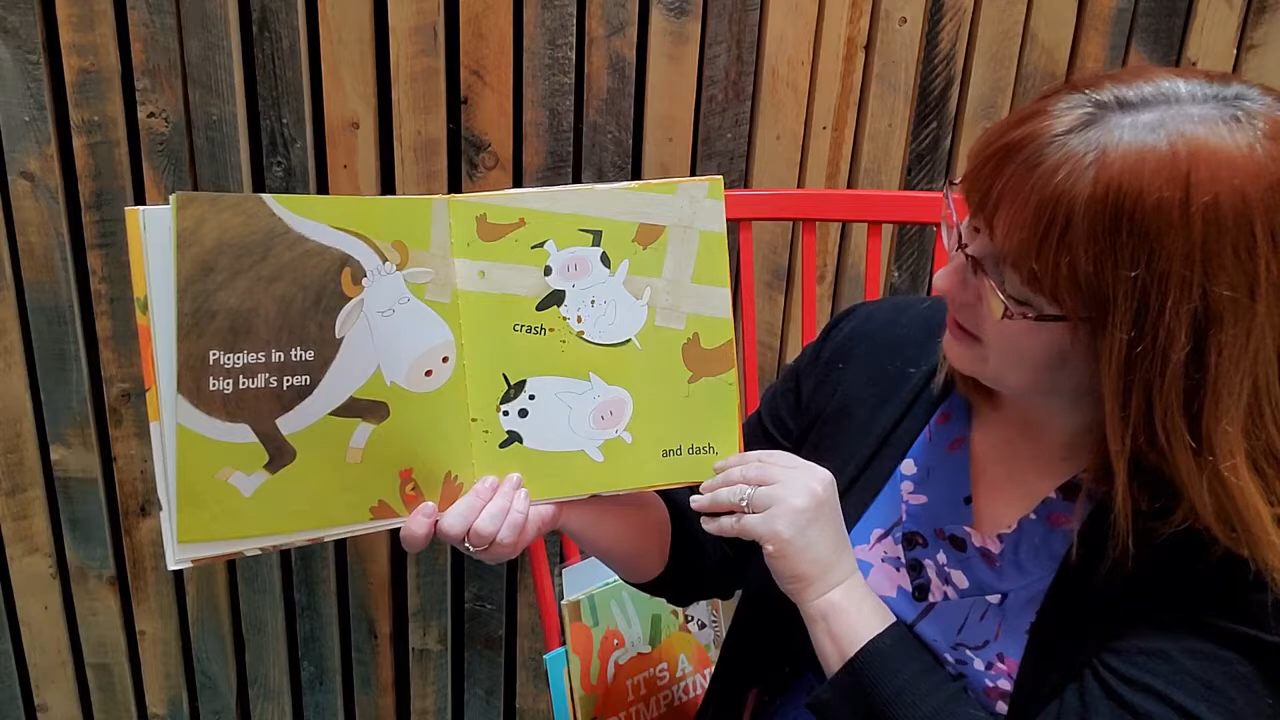 Piggies in the
big bull's pen
crash
and dash,
IT'S A
PUMPKIN